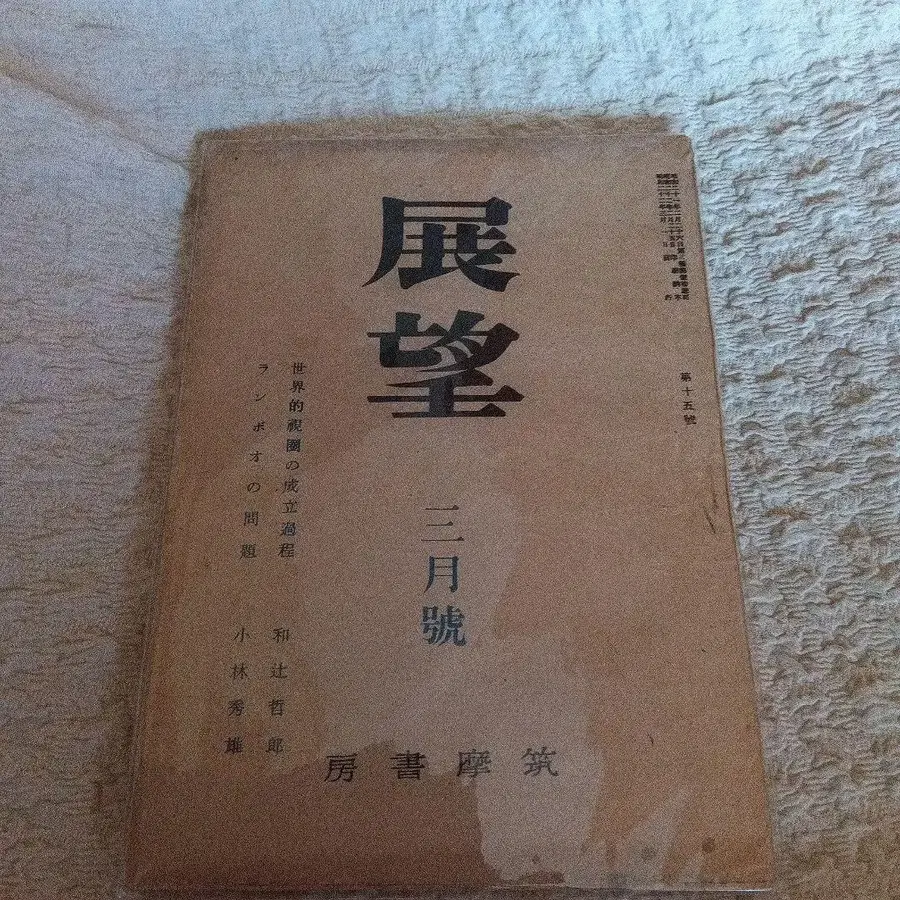 展望
三月號
第十五號
世界的視圏の成立過程 和辻哲郎
ランボオの問題 小林秀雄
房書摩筑